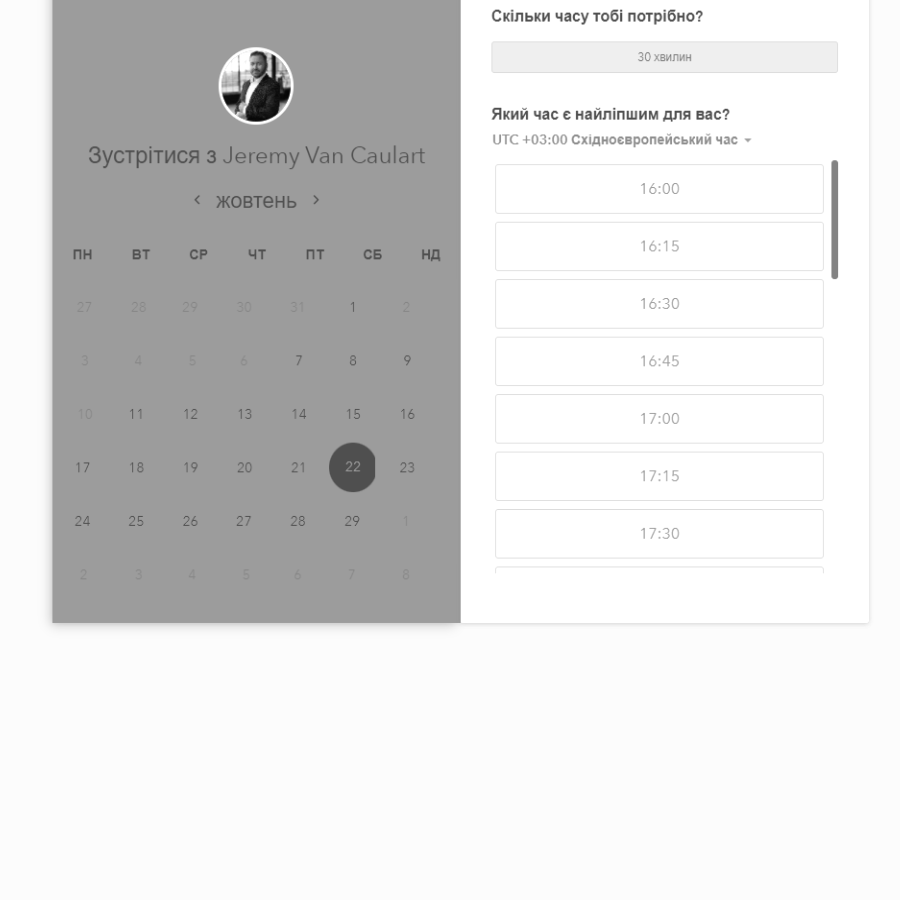 Зустрітися з Jeremy Van Caulart
жовтень
ПН ВТ СР ЧТ ПТ СБ НД
27 28 29 30 31 1 2
3 4 5 6 7 8 9
10 11 12 13 14 15 16
17 18 19 20 21 22 23
24 25 26 27 28 29 1
2 3 4 5 6 7 8
Скільки часу тобі потрібно?
30 хвилин
Який час є найліпшим для вас?
UTC +03:00 Східноєвропейський час
16:00
16:15
16:30
16:45
17:00
17:15
17:30